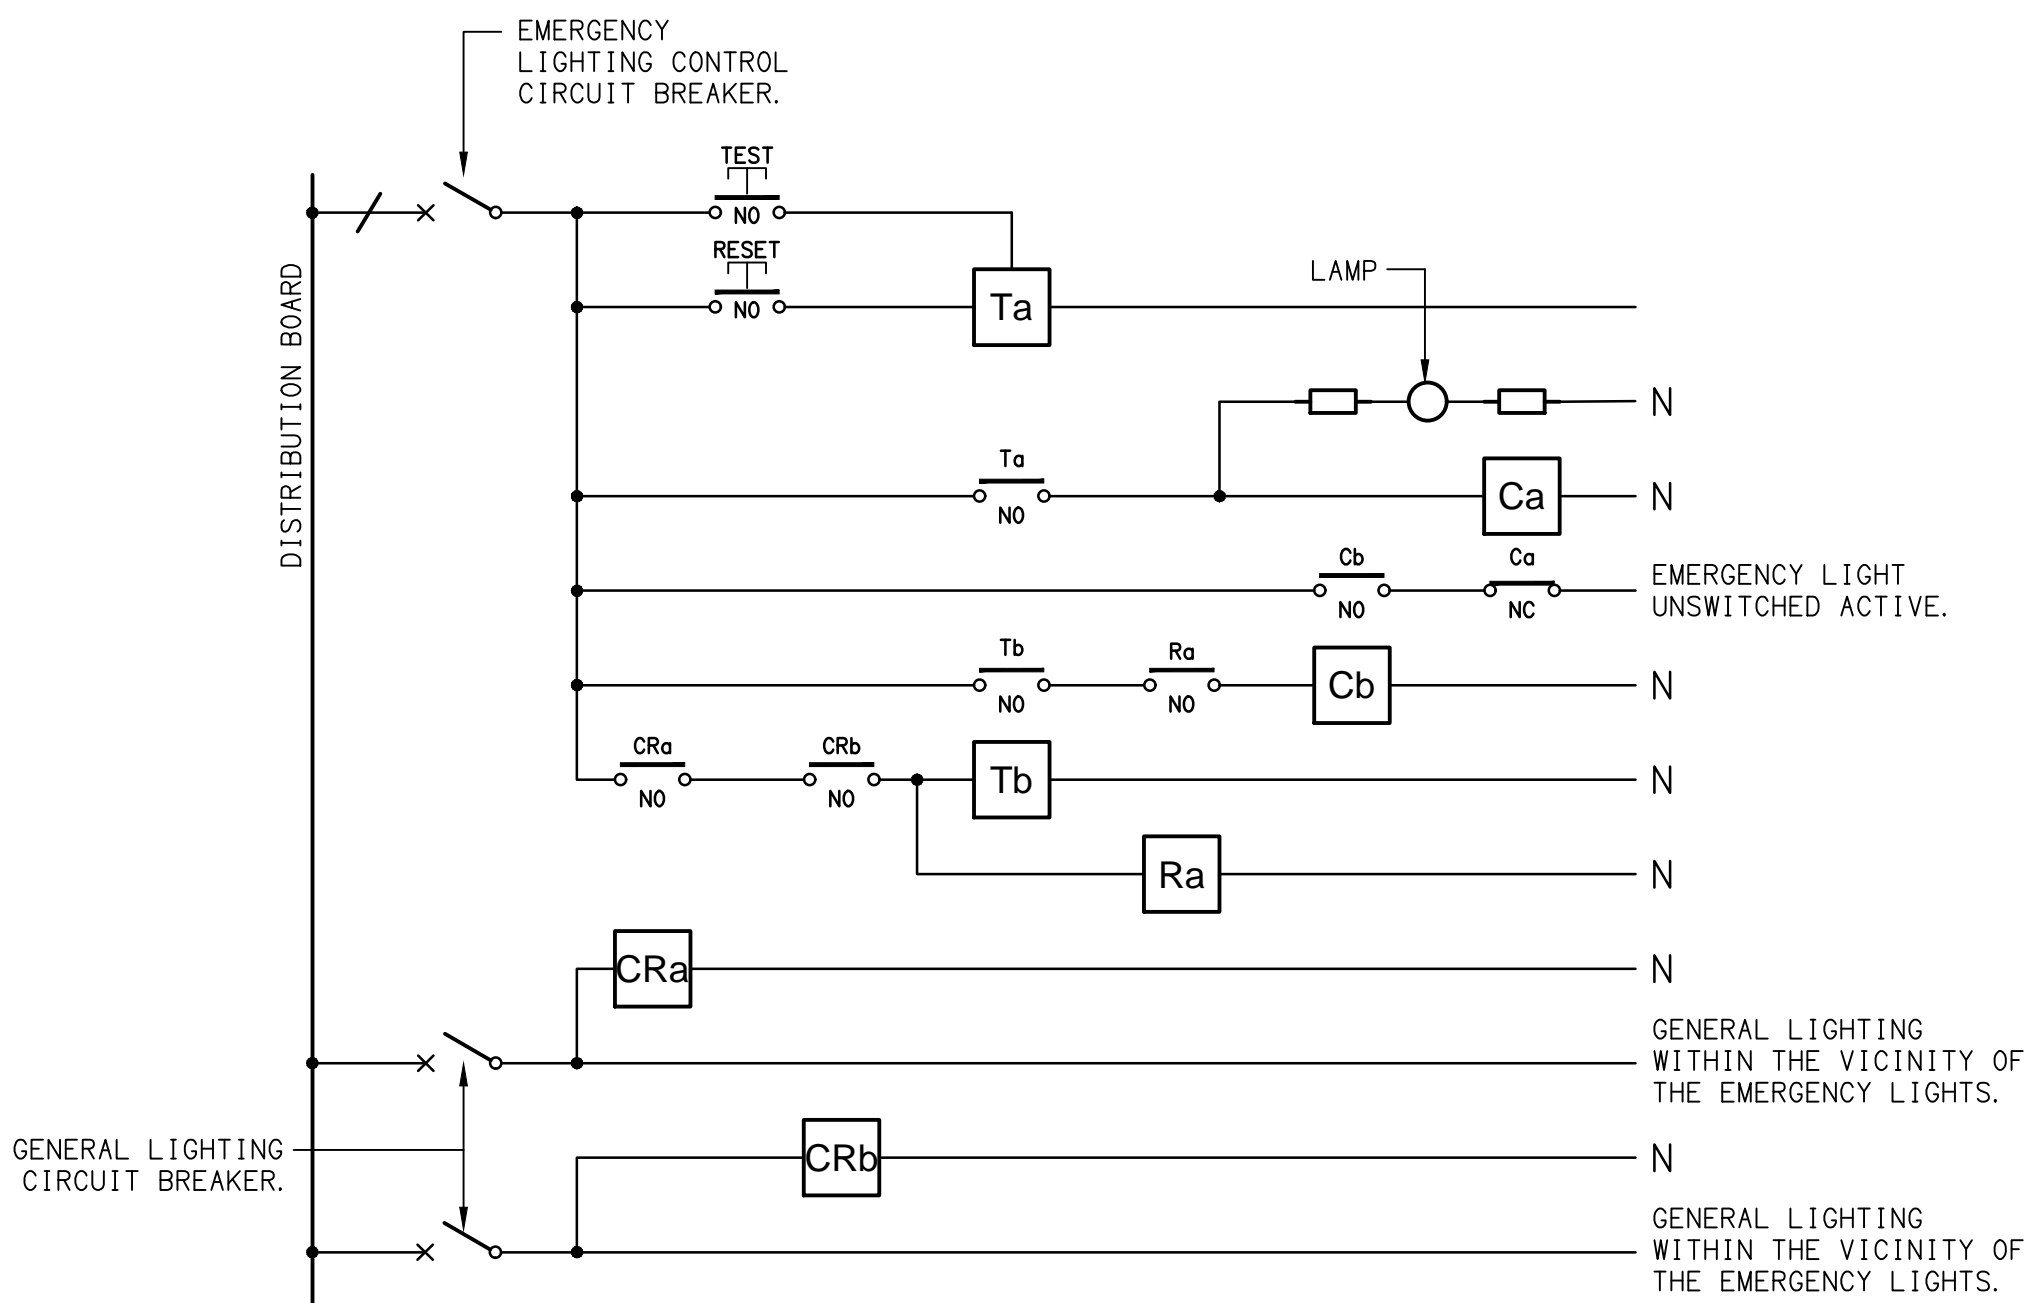 EMERGENCY
LIGHTING CONTROL
CIRCUIT BREAKER.
TEST
NO
RESET
NO
DISTRIBUTION BOARD
Ta
LAMP
N
Ta
NO
Ca
N
Cb
NO
Ca
NC
EMERGENCY LIGHT
UNSWITCHED ACTIVE.
Tb
NO
Ra
NO
Cb
N
CRa
NO
CRb
NO
Tb
N
Ra
N
CRa
N
GENERAL LIGHTING
WITHIN THE VICINITY OF
THE EMERGENCY LIGHTS.
GENERAL LIGHTING
CIRCUIT BREAKER.
CRb
N
GENERAL LIGHTING
WITHIN THE VICINITY OF
THE EMERGENCY LIGHTS.